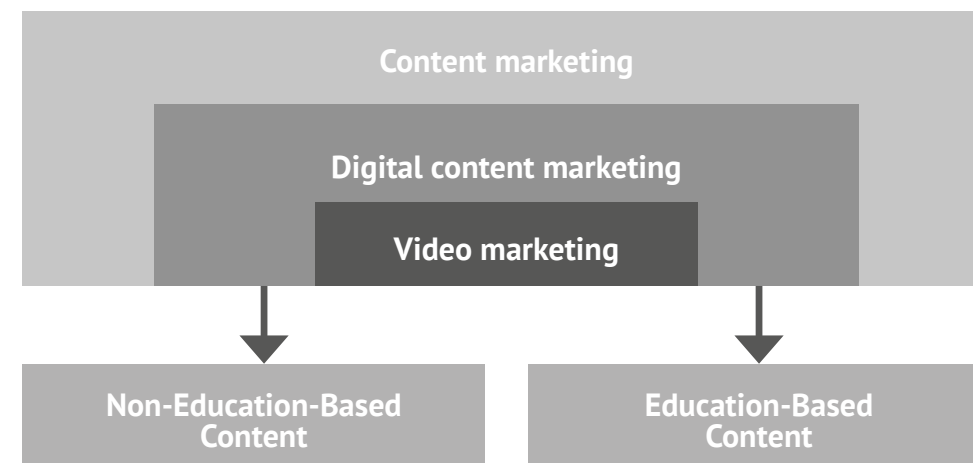 Content marketing
Digital content marketing
Video marketing
Non-Education-Based
Content
Education-Based
Content